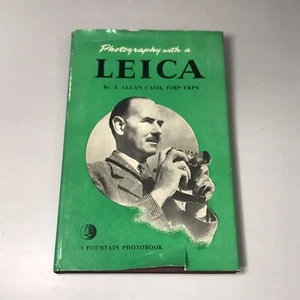 Photography with a
LEICA
By J. ALLAN CASH, FIBP·FRPS
A FOUNTAIN PHOTOBOOK